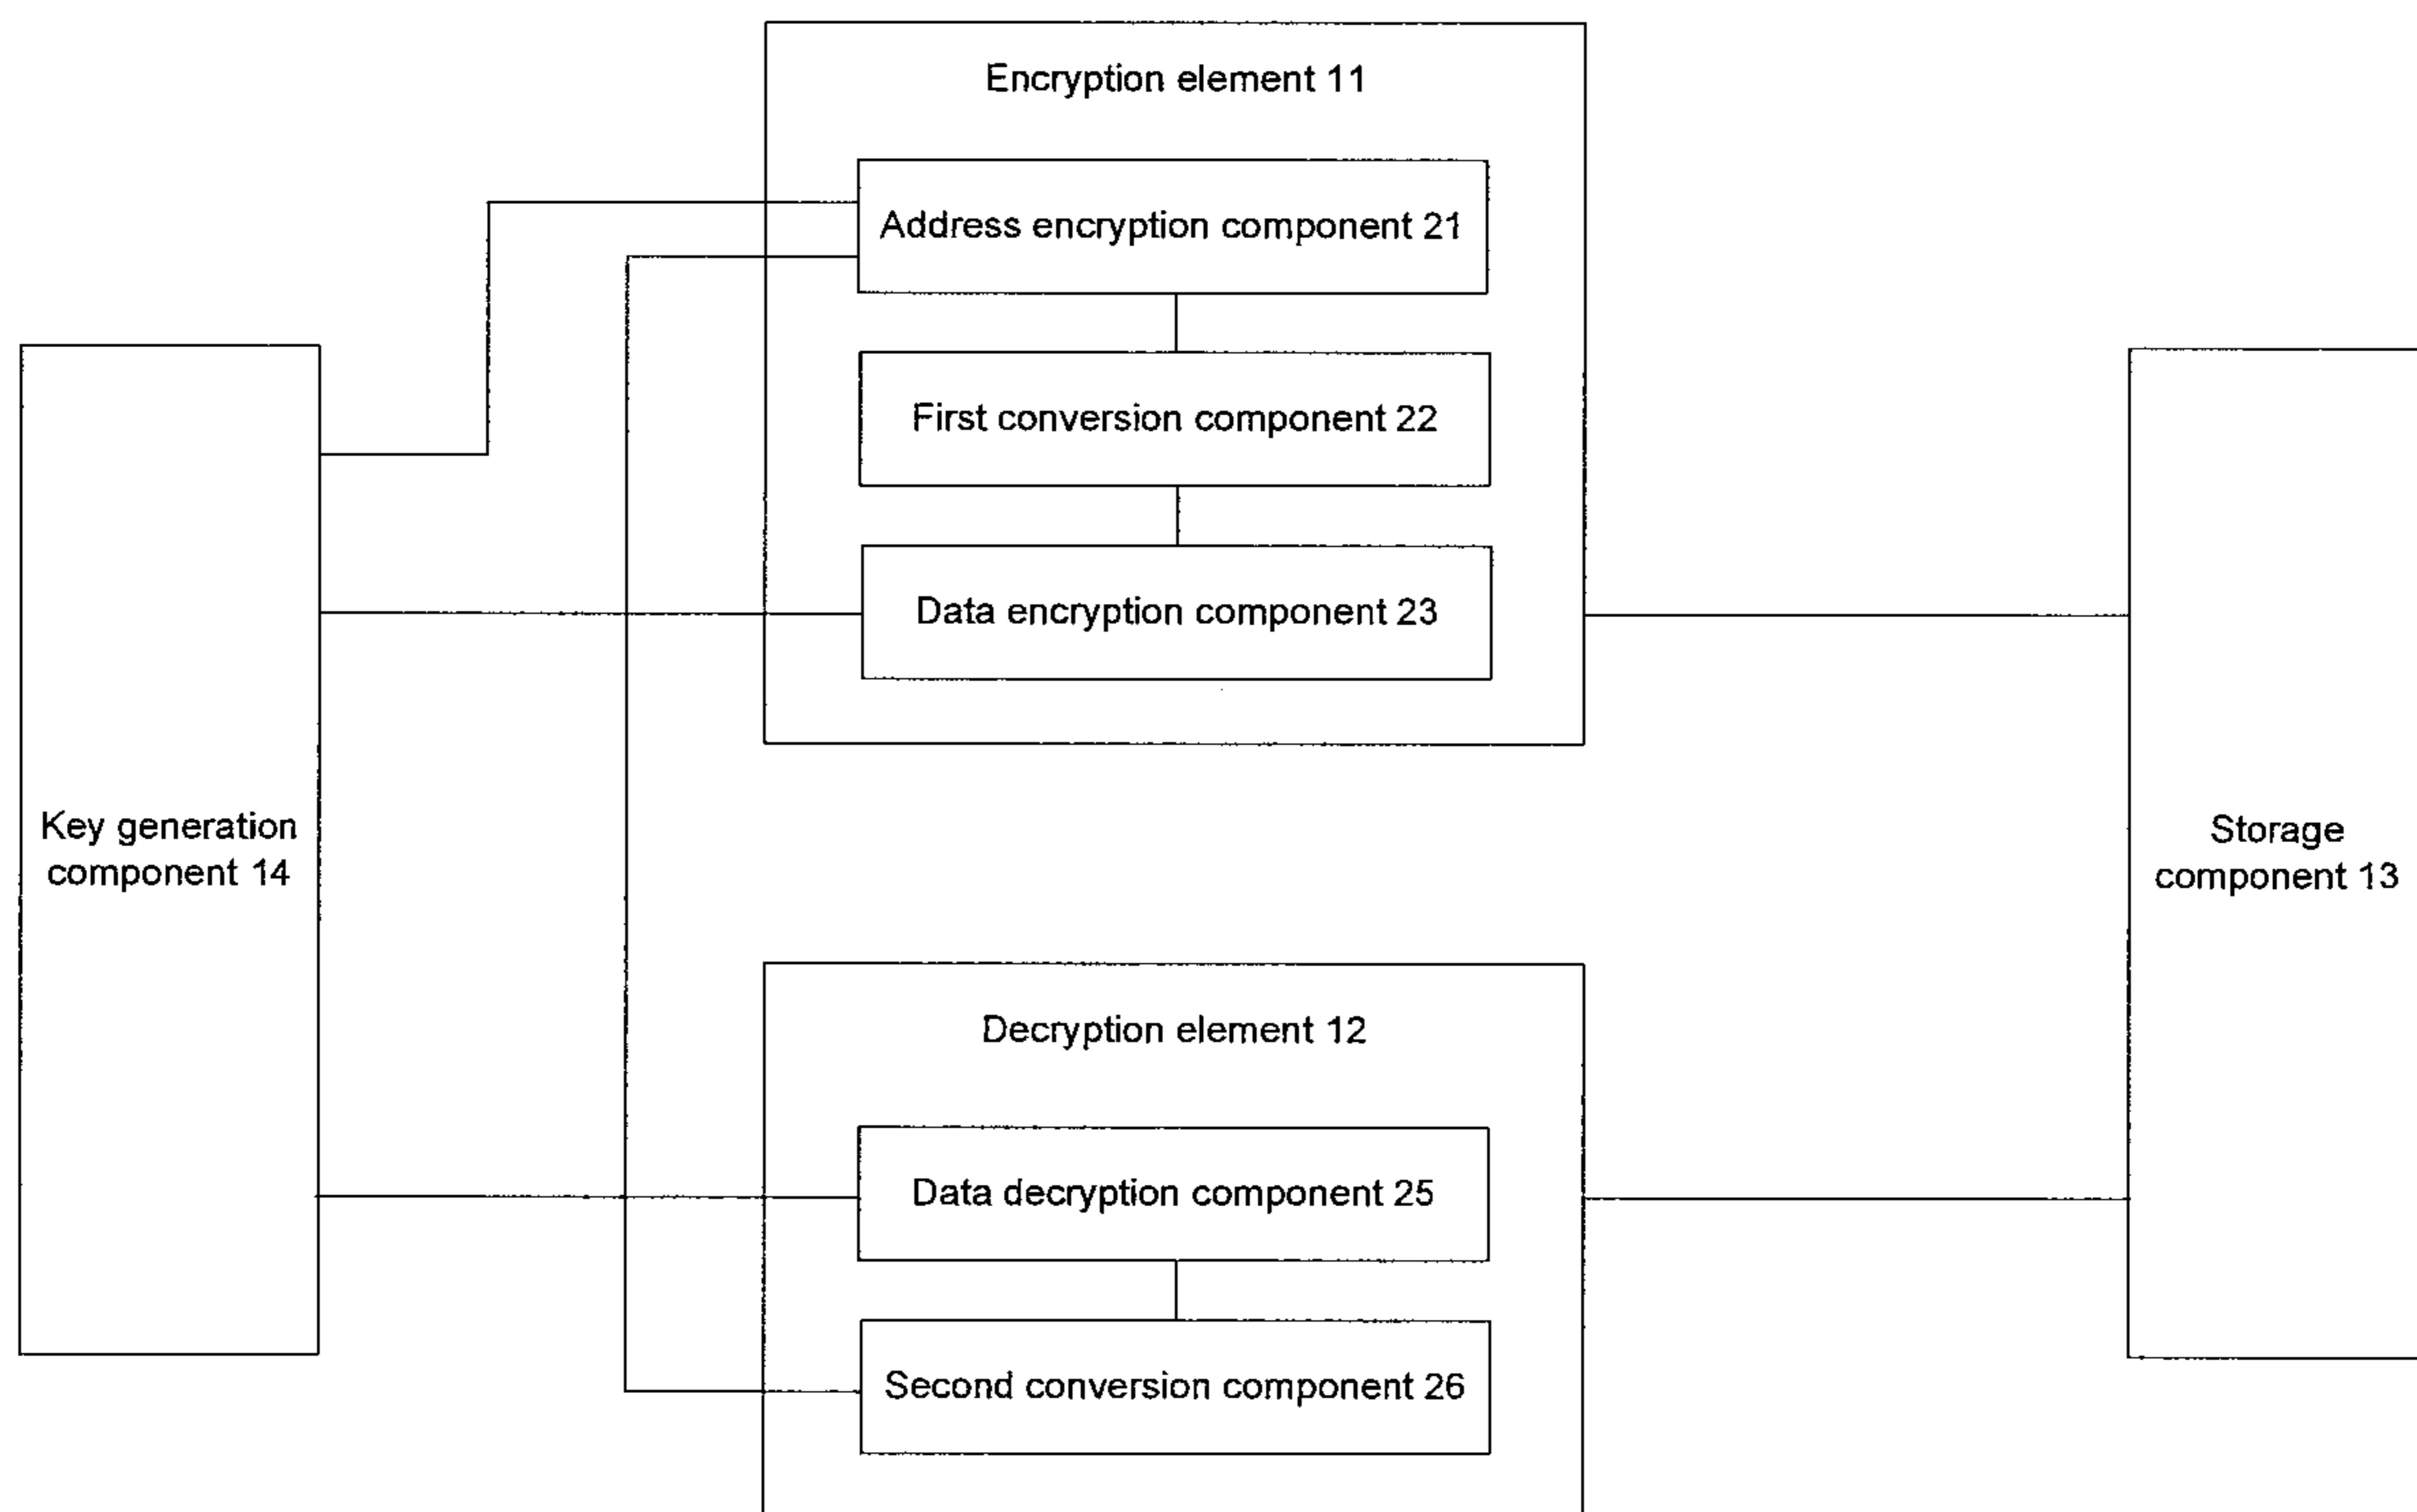 Encryption element 11
Address encryption component 21
First conversion component 22
Data encryption component 23
Key generation
component 14
Storage
component 13
Decryption element 12
Data decryption component 25
Second conversion component 26